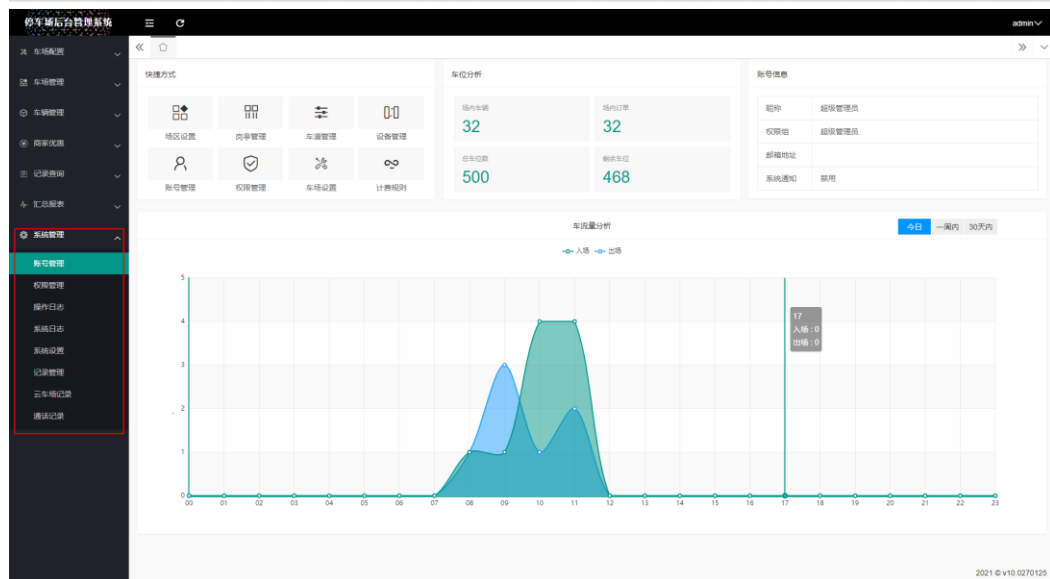 停车场后台管理系统
admin
车场配置
车场管理
车辆管理
商家优惠
记录查询
汇总报表
系统管理
账号管理
权限管理
操作日志
系统日志
系统设置
记录管理
云车场记录
通话记录
快捷方式
场区设置 岗亭管理 车道管理 设备管理
账号管理 权限管理 车场设置 计费规则
车位分析
场内车辆 场内订单
32 32
总车位数 剩余车位
500 468
账号信息
昵称 超级管理员
权限组 超级管理员
邮箱地址
系统通知 禁用
车流量分析
今日 一周内 30天内
入场 出场
5
4
3
2
1
0
17
入场 : 0
出场 : 0
00 01 02 03 04 05 06 07 08 09 10 11 12 13 14 15 16 17 18 19 20 21 22 23
2021 © v10.0270125